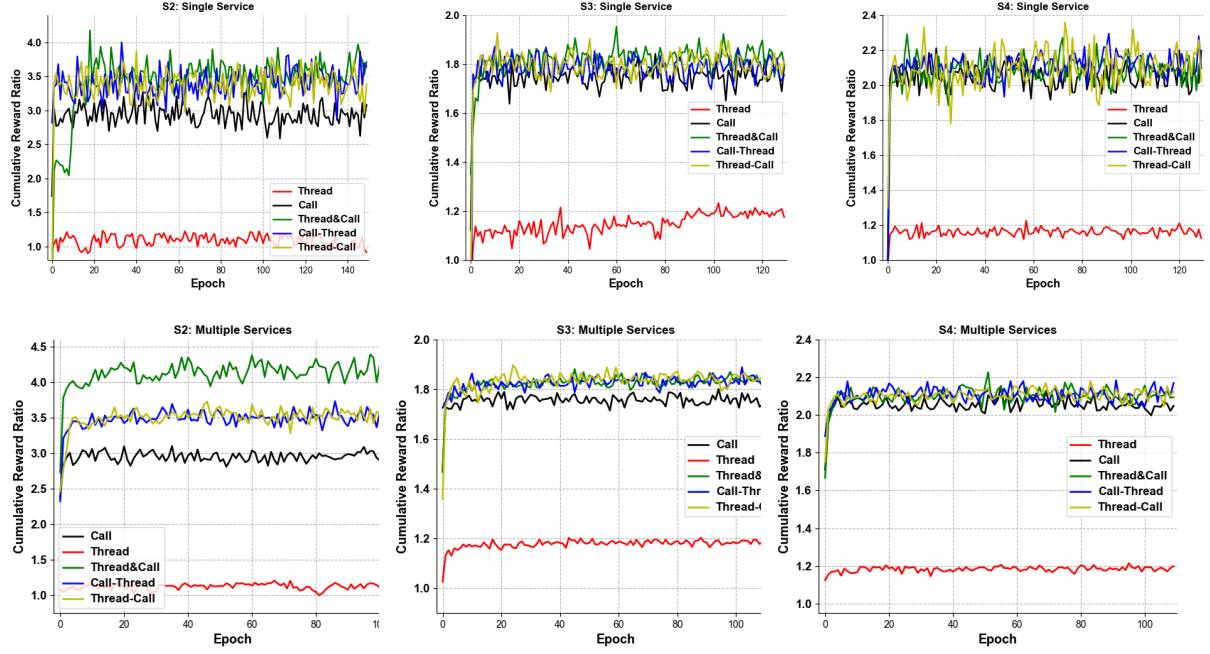 S2: Single Service
Cumulative Reward Ratio
4.0
3.5
3.0
2.5
2.0
1.5
1.0
0
20
40
60
80
100
120
140
Epoch
Thread
Call
Thread&Call
Call-Thread
Thread-Call
S3: Single Service
Cumulative Reward Ratio
2.0
1.8
1.6
1.4
1.2
1.0
0
20
40
60
80
100
120
Epoch
Thread
Call
Thread&Call
Call-Thread
Thread-Call
S4: Single Service
Cumulative Reward Ratio
2.4
2.2
2.0
1.8
1.6
1.4
1.2
1.0
0
20
40
60
80
100
120
Epoch
Thread
Call
Thread&Call
Call-Thread
Thread-Call
S2: Multiple Services
Cumulative Reward Ratio
4.5
4.0
3.5
3.0
2.5
2.0
1.5
1.0
0
20
40
60
80
10
Epoch
Call
Thread
Thread&Call
Call-Thread
Thread-Call
S3: Multiple Services
Cumulative Reward Ratio
2.0
1.8
1.6
1.4
1.2
1.0
0
20
40
60
80
100
Epoch
Call
Thread
Thread&
Call-Thr
Thread-
S4: Multiple Services
Cumulative Reward Ratio
2.4
2.2
2.0
1.8
1.6
1.4
1.2
1.0
0
20
40
60
80
100
Epoch
Thread
Call
Thread&Call
Call-Thread
Thread-Call